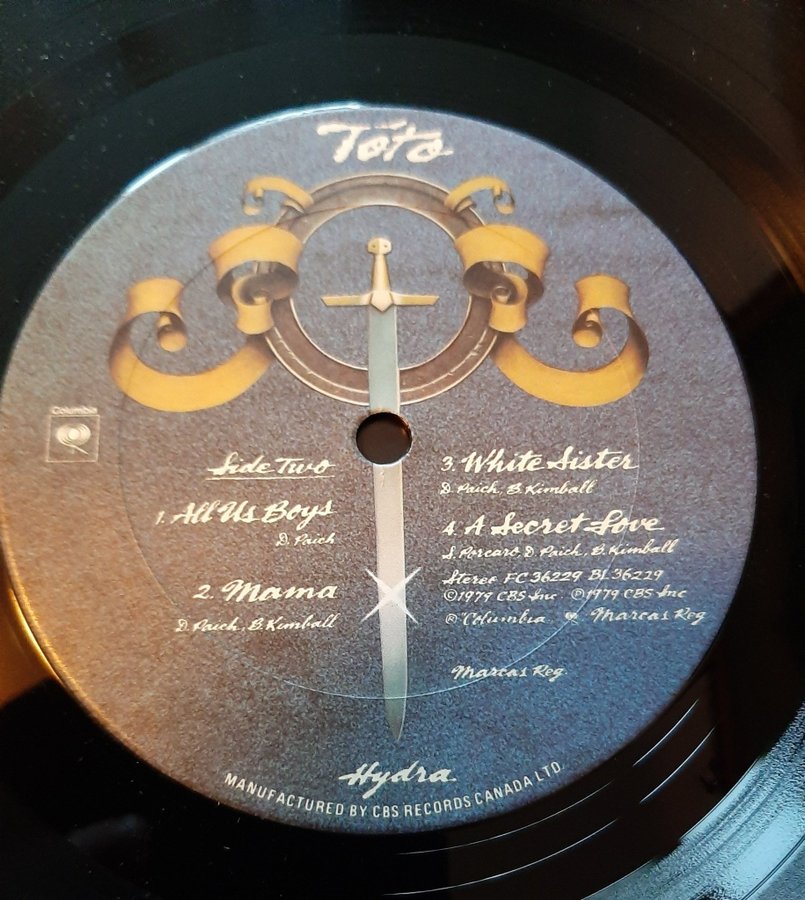 Toto
Columbia
Side Two
1. All Us Boys
D. Paich
2. Mama
D. Paich, B. Kimball
3. White Sister
D. Paich, B. Kimball
4. A Secret Love
S. Porcaro, D. Paich, B. Kimball
Stereo FC 36229 BL 36229
©1979 CBS Inc. ℗1979 CBS Inc
® "Columbia, Marcas Reg
Marcas Reg.
Hydra
MANUFACTURED BY CBS RECORDS CANADA LTD.